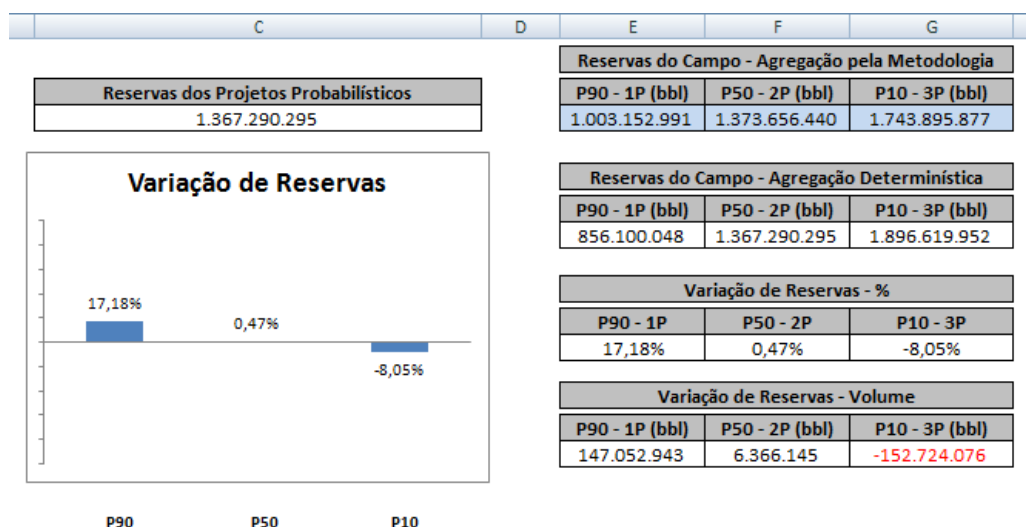 C D E F G
Reservas do Campo - Agregação pela Metodologia
Reservas dos Projetos Probabilísticos P90 - 1P (bbl) P50 - 2P (bbl) P10 - 3P (bbl)
1.367.290.295 1.003.152.991 1.373.656.440 1.743.895.877
Variação de Reservas
17,18%
0,47%
-8,05%
P90 P50 P10
Reservas do Campo - Agregação Determinística
P90 - 1P (bbl) P50 - 2P (bbl) P10 - 3P (bbl)
856.100.048 1.367.290.295 1.896.619.952
Variação de Reservas - %
P90 - 1P P50 - 2P P10 - 3P
17,18% 0,47% -8,05%
Variação de Reservas - Volume
P90 - 1P (bbl) P50 - 2P (bbl) P10 - 3P (bbl)
147.052.943 6.366.145 -152.724.076